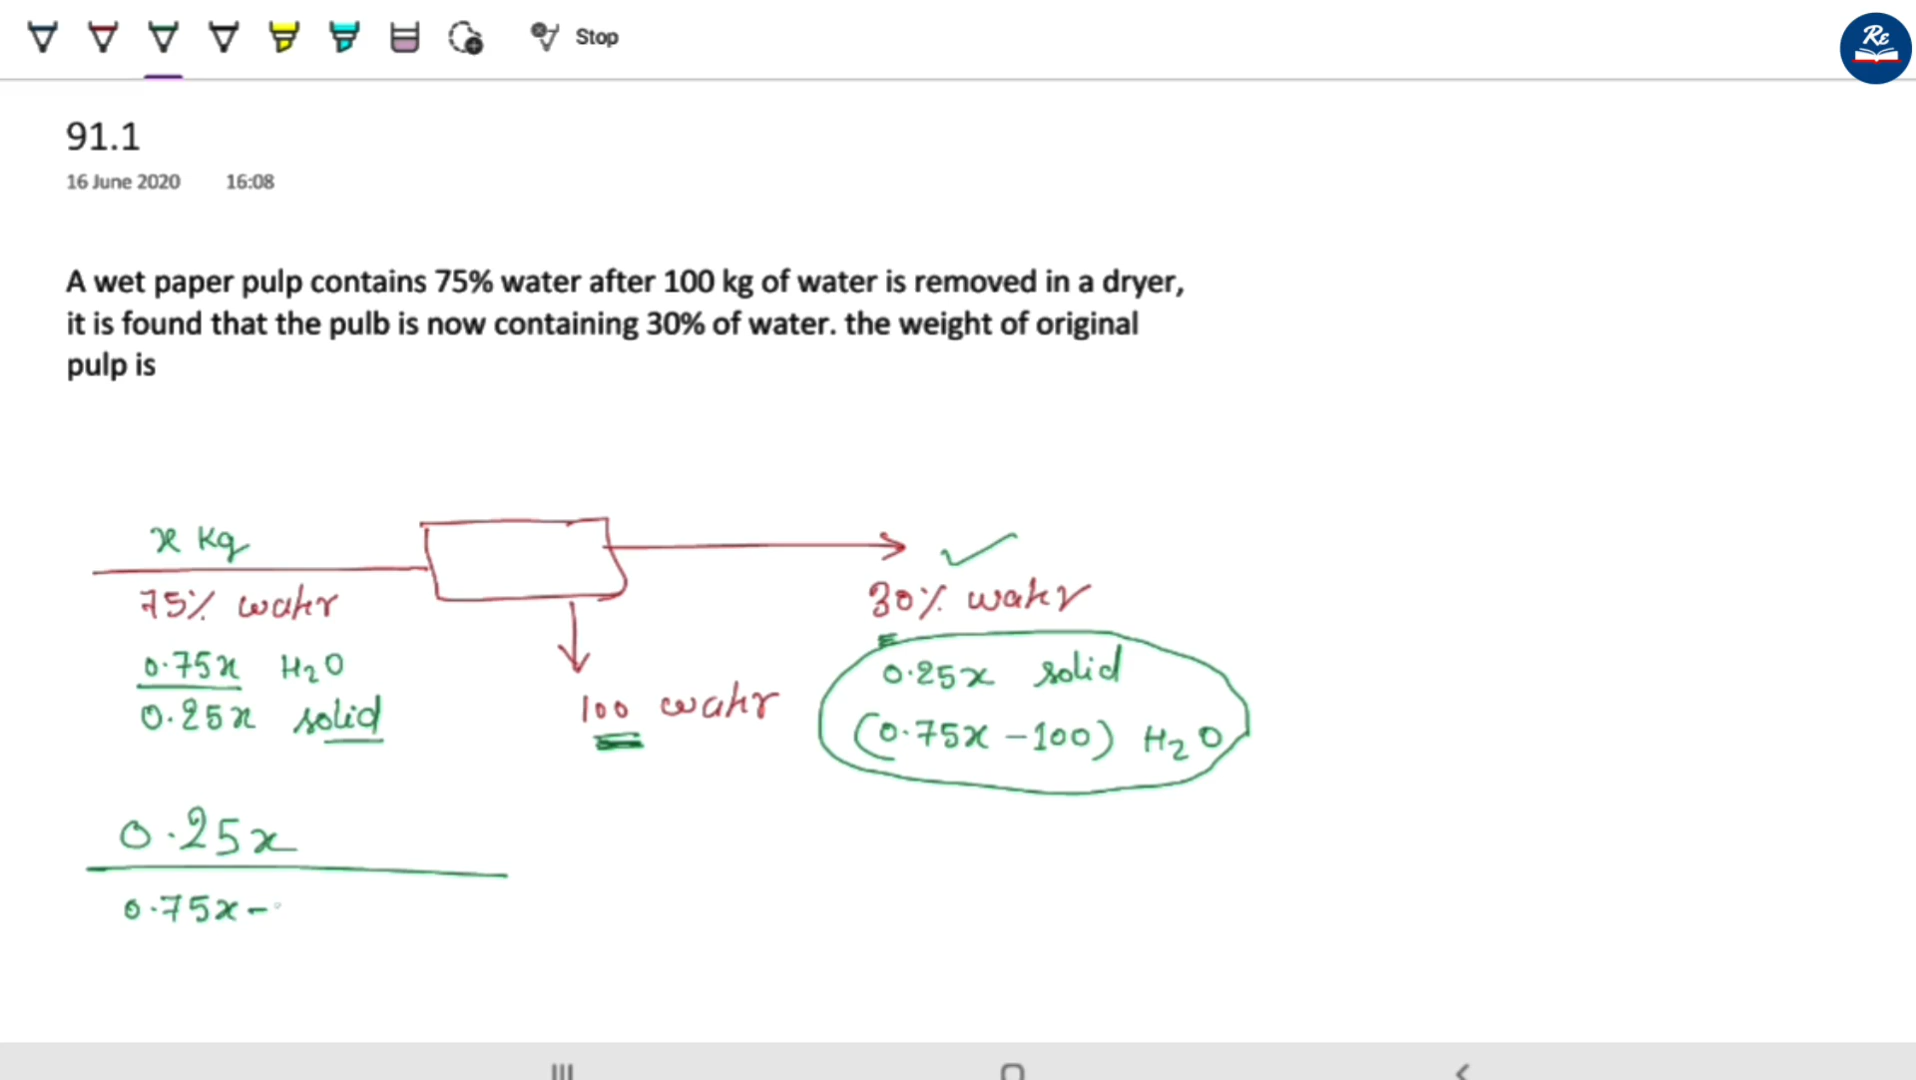 Stop
Re
91.1
16 June 2020 16:08
A wet paper pulp contains 75% water after 100 kg of water is removed in a dryer,
it is found that the pulb is now containing 30% of water. the weight of original
pulp is
x kg
75% water
30% water
0.75x H2O
0.25x solid
100 water
0.25x solid
(0.75x - 100) H2O
0.25x
0.75x -